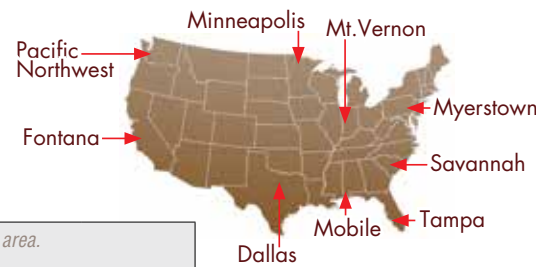 Minneapolis
Mt.Vernon
Pacific
Northwest
Myerstown
Fontana
Savannah
Tampa
Mobile
Dallas
area.